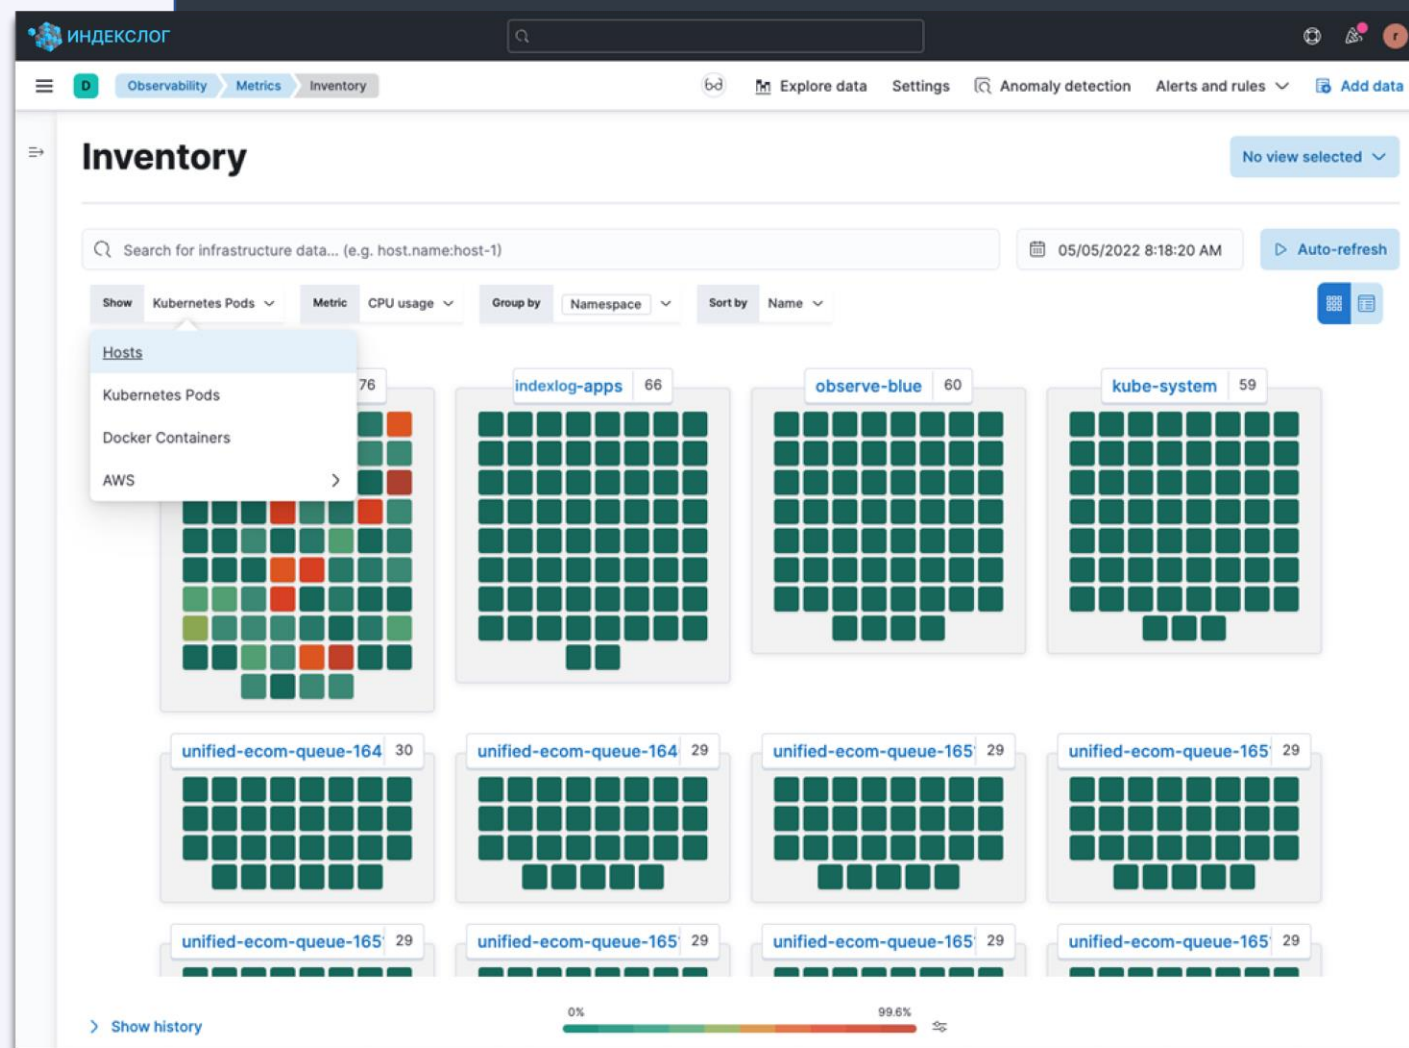 ИНДЕКСЛОГ
r
D Observability Metrics Inventory Explore data Settings Anomaly detection Alerts and rules Add data
Inventory
No view selected
Search for infrastructure data... (e.g. host.name:host-1) 05/05/2022 8:18:20 AM Auto-refresh
Show Kubernetes Pods Metric CPU usage Group by Namespace Sort by Name
Hosts
Kubernetes Pods
Docker Containers
AWS
76 indexlog-apps 66 observe-blue 60 kube-system 59
unified-ecom-queue-164 30 unified-ecom-queue-164 29 unified-ecom-queue-165 29 unified-ecom-queue-165 29
unified-ecom-queue-165 29 unified-ecom-queue-165 29 unified-ecom-queue-165 29 unified-ecom-queue-165 29
0% 99.6%
Show history